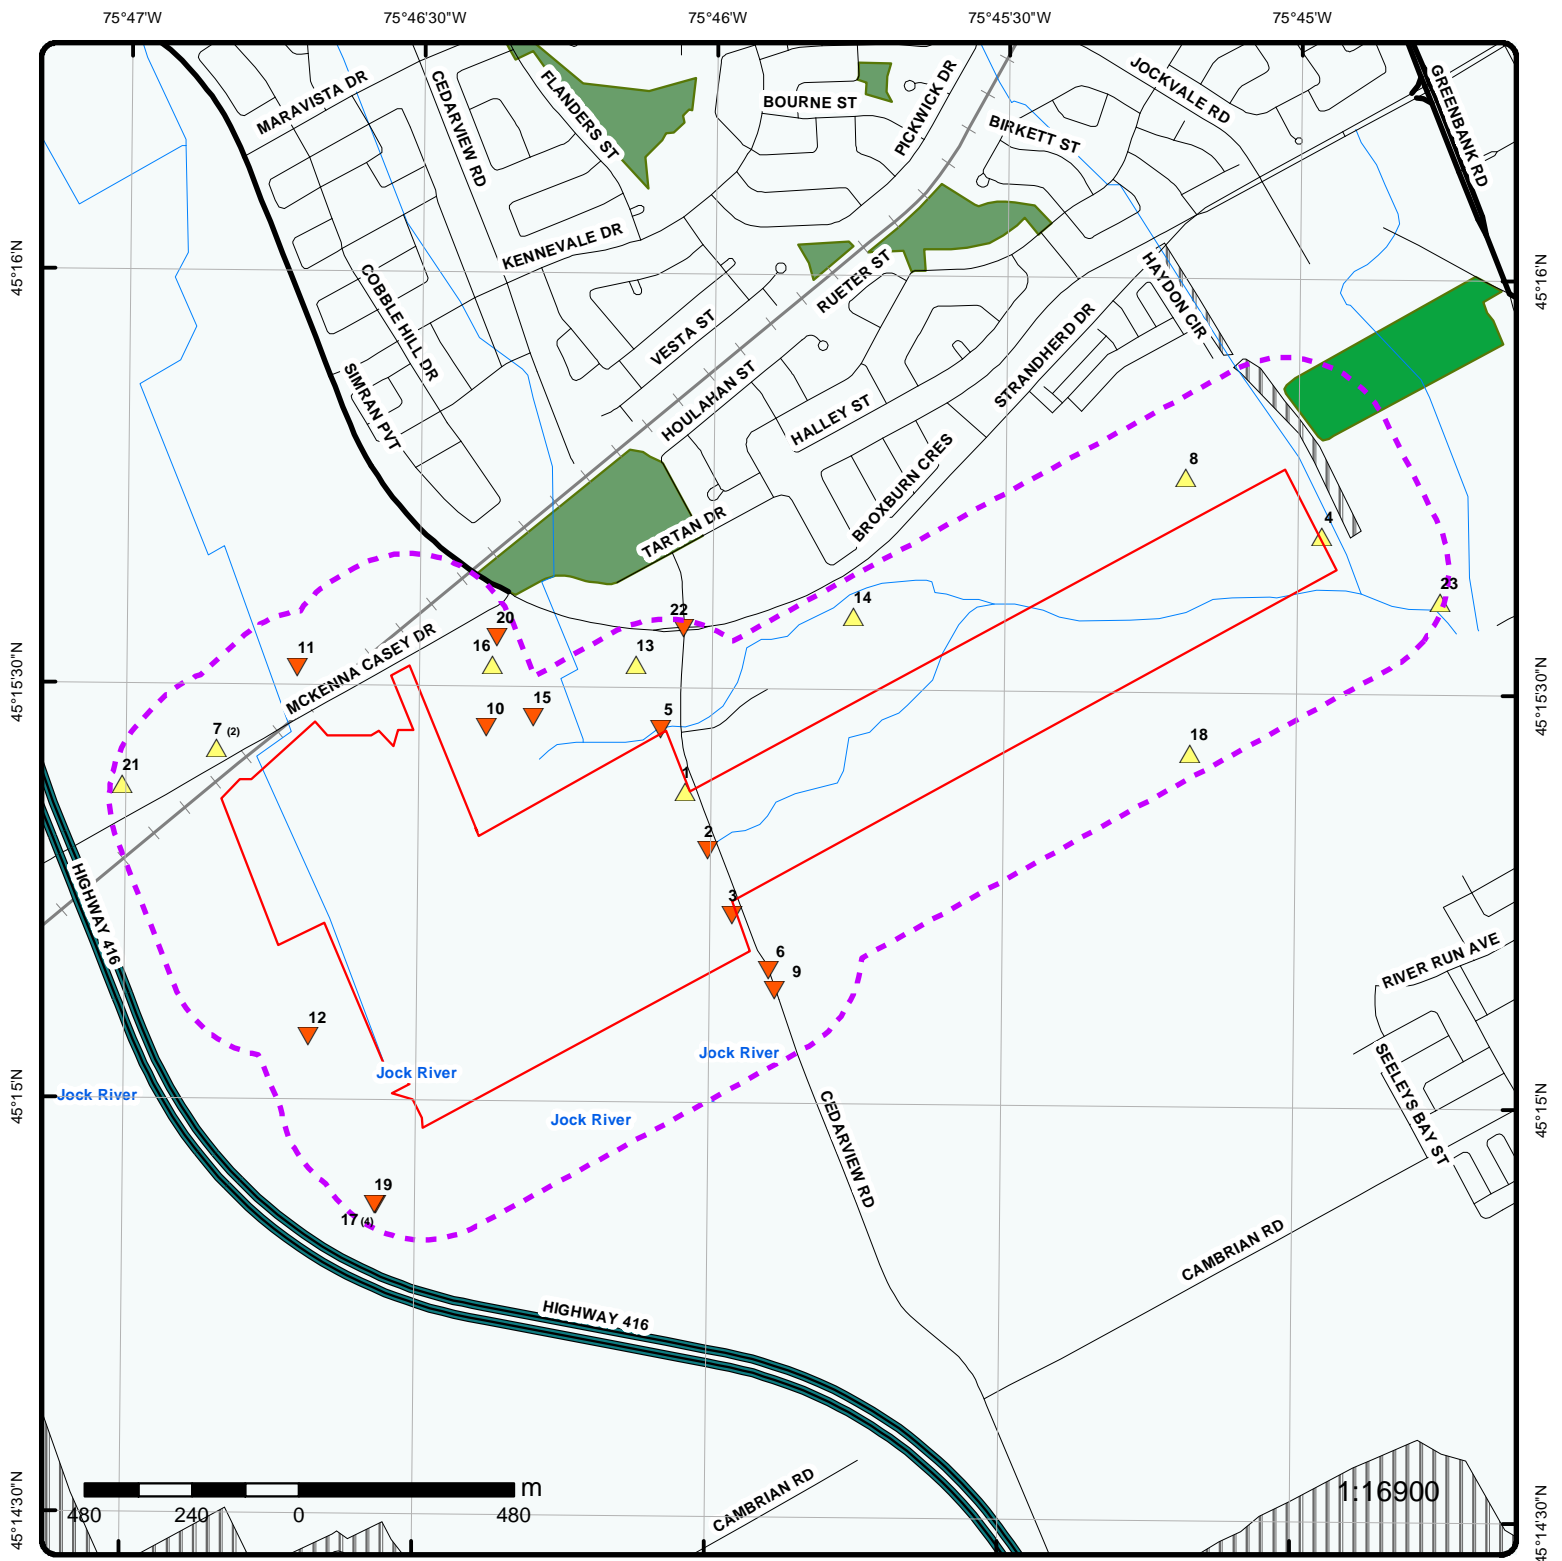 75°47'W
75°46'30"W
75°46'W
75°45'30"W
75°45'W
MARAVISTA DR
CEDARVIEW RD
FLANDERS ST
BOURNE ST
PICKWICK DR
BIRKETT ST
JOCKVALE RD
GREENBANK RD
KENNEVALE DR
COBBLE HILL DR
SIMRAN PVT
VESTA ST
RUETER ST
HOULAHAN ST
HALLEY ST
STRANDHERD DR
HAYDON CIR
BROXBURN CRES
TARTAN DR
45°16'N
45°16'N
8
4
23
14
22
20
16
13
11
MCKENNA CASEY DR
45°15'30"N
45°15'30"N
7 (2)
10
15
5
21
18
1
2
3
HIGHWAY 416
6
9
RIVER RUN AVE
12
Jock River
Jock River
Jock River
Jock River
45°15'N
45°15'N
SEELEYS BAY ST
CEDARVIEW RD
19
17 (4)
CAMBRIAN RD
HIGHWAY 416
CAMBRIAN RD
45°14'30"N
45°14'30"N
m
480
240
0
480
1:16900